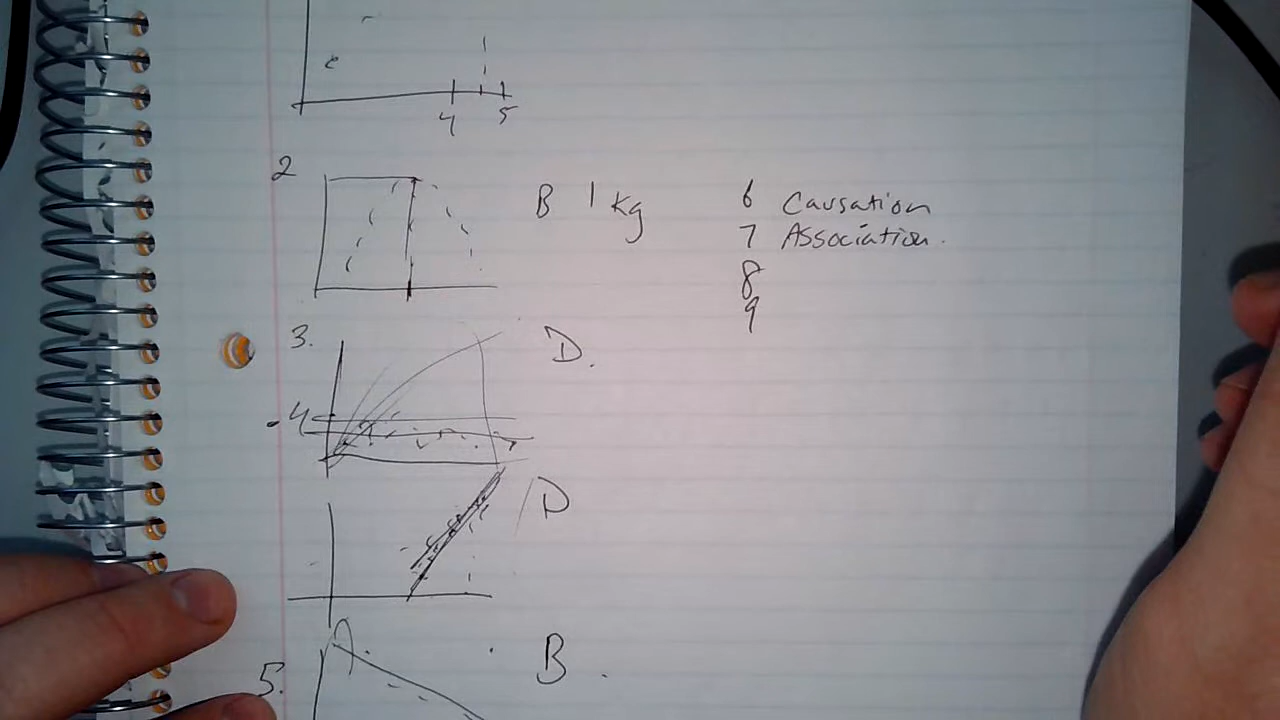 4 5
2 B 1 kg
3. D.
.4
D
A.
5. B.
6 Causation
7 Association.
8
9